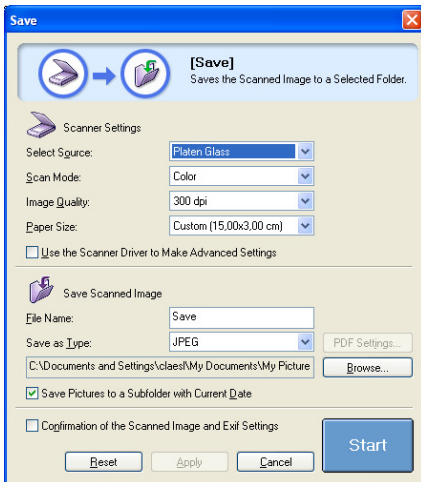 Save
[Save]
Saves the Scanned Image to a Selected Folder.
Scanner Settings
Select Source: Platen Glass
Scan Mode: Color
Image Quality: 300 dpi
Paper Size: Custom (15,00x3,00 cm)
Use the Scanner Driver to Make Advanced Settings
Save Scanned Image
File Name: Save
Save as Type: JPEG PDF Settings...
C:\Documents and Settings\claesl\My Documents\My Picture Browse...
Save Pictures to a Subfolder with Current Date
Confirmation of the Scanned Image and Exif Settings
Start
Reset Apply Cancel